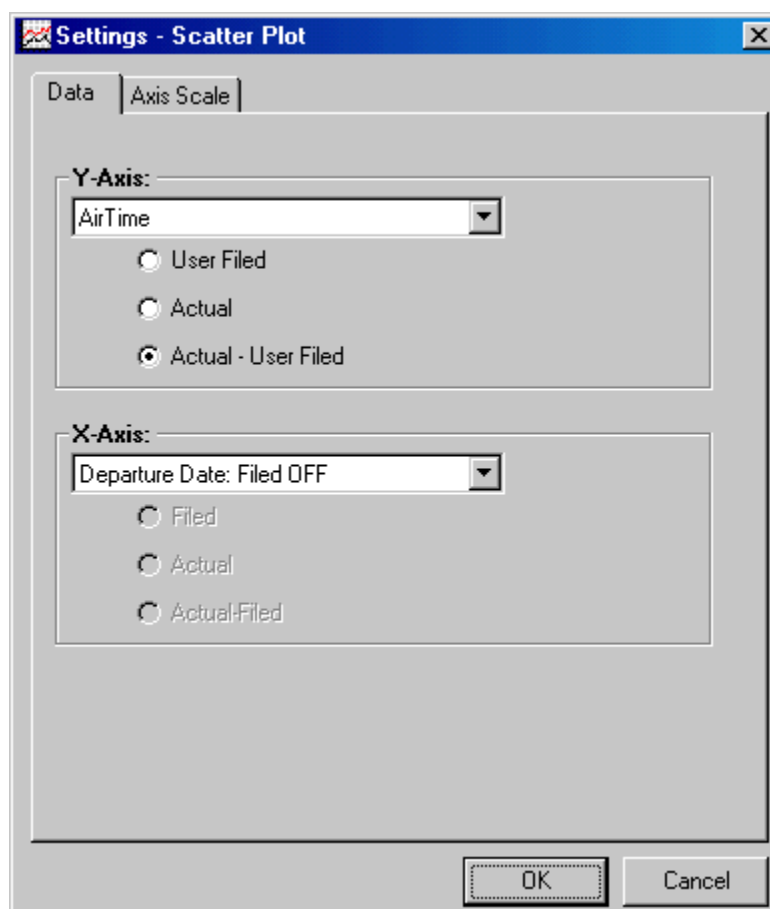 Settings - Scatter Plot
Data
Axis Scale
Y-Axis:
AirTime
User Filed
Actual
Actual - User Filed
X-Axis:
Departure Date: Filed OFF
Filed
Actual
Actual-Filed
OK
Cancel